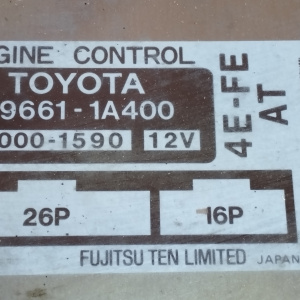 GINE CONTROL
TOYOTA
9661-1A400
000-1590 12V
4E-FE
AT
26P 16P
FUJITSU TEN LIMITED JAPAN